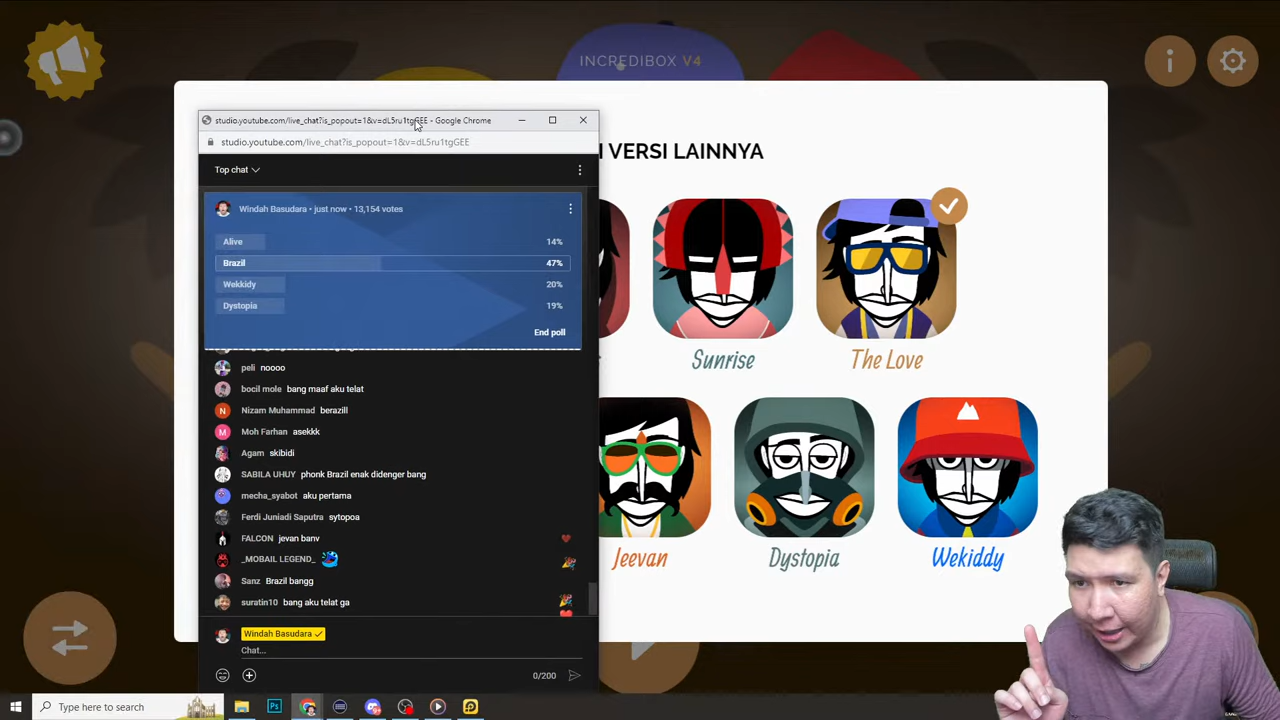 INCREDIBOX V4
studio.youtube.com/live_chat?is_popout=1&v=dL5ru1tgGEE - Google Chrome
studio.youtube.com/live_chat?is_popout=1&v=dL5ru1tgGEE
I VERSI LAINNYA
Top chat
Windah Basudara • just now • 13,154 votes
Alive 14%
Brazil 47%
Wekkidy 20%
Dystopia 19%
End poll
peli noooo
bocil mole bang maaf aku telat
Nizam Muhammad berazill
Moh Farhan asekkk
Agam skibidi
SABILA UHUY phonk Brazil enak didenger bang
mecha_syabot aku pertama
Ferdi Juniadi Saputra sytopoa
FALCON jevan banv
_MOBAIL LEGEND_
Sanz Brazil bangg
suratin10 bang aku telat ga
Windah Basudara
Chat...
0/200
Sunrise
The Love
Jeevan
Dystopia
Wekiddy
Type here to search